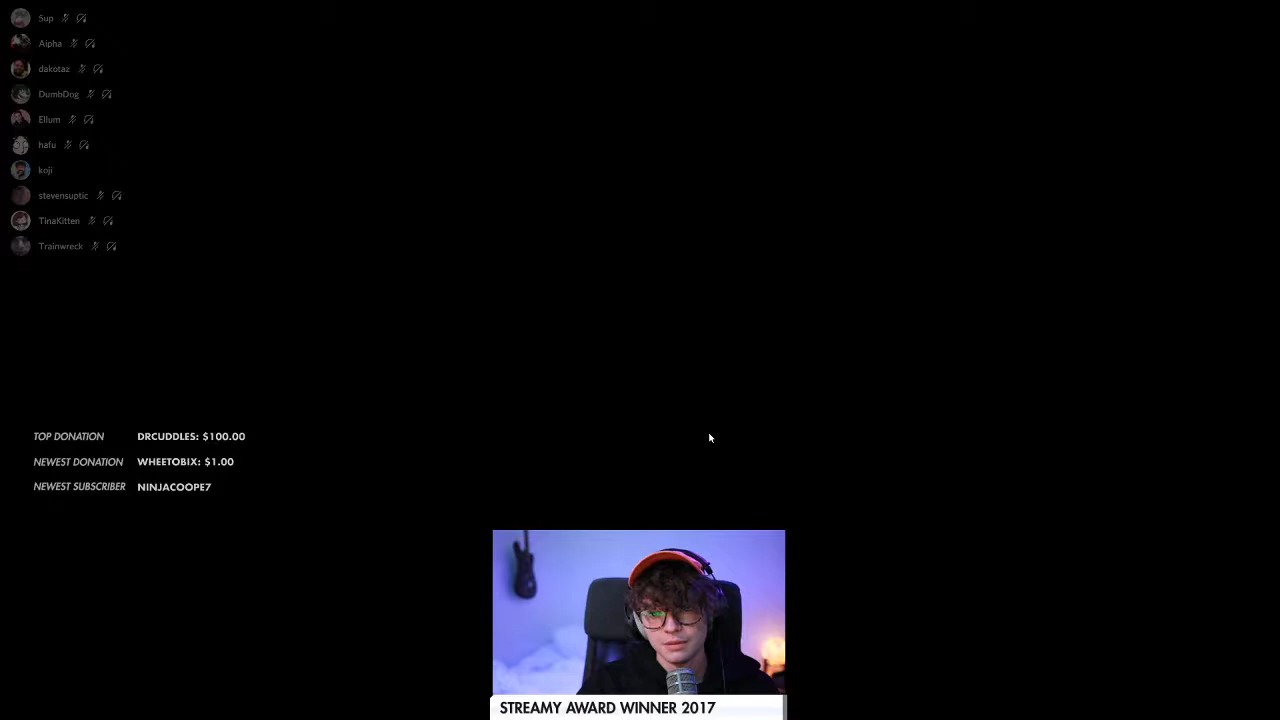 Sup
Alpha
dakotaz
DumbDog
Ellum
hafu
koji
stevensuptic
TinaKitten
Trainwreck
TOP DONATION DRCUDDLES: $100.00
NEWEST DONATION WHEETOBIX: $1.00
NEWEST SUBSCRIBER NINJACOOPE7
STREAMY AWARD WINNER 2017